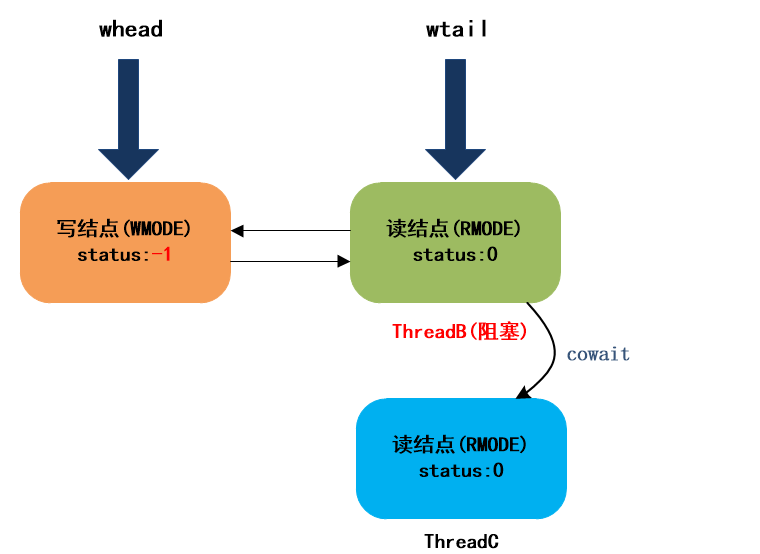 whead
wtail
写结点(WMODE)
status:-1
读结点(RMODE)
status:0
ThreadB(阻塞)
cowait
读结点(RMODE)
status:0
ThreadC